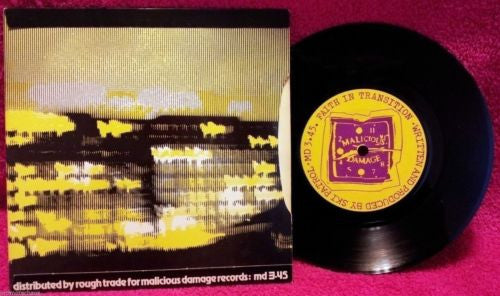 distributed by rough trade for malicious damage records: md 3·45
MD 3.45. FAITH IN TRANSITION ·WRITTEN AND PRODUCED BY SKI PATROL·
MALICIOUS
DAMAGE